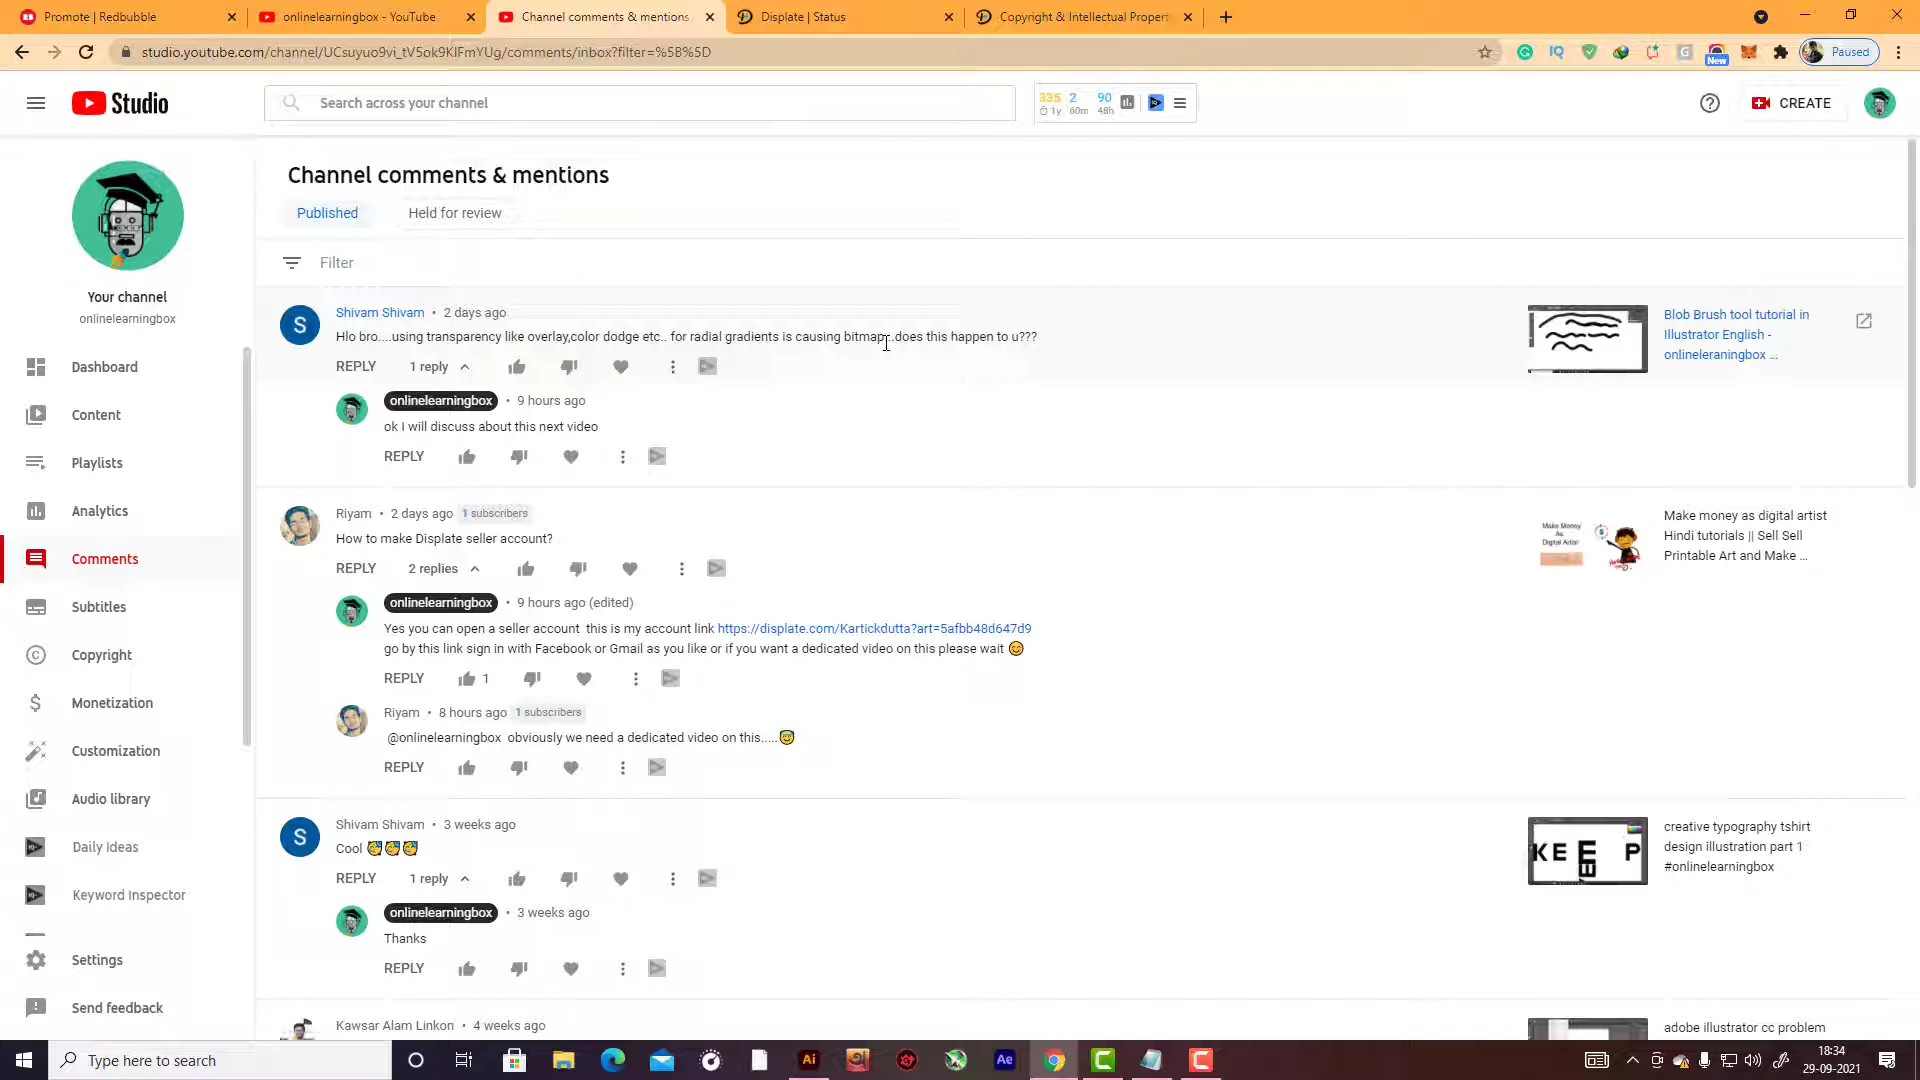 Promote | Redbubble
onlinelearningbox - YouTube
Channel comments & mentions
Displate | Status
Copyright & Intellectual Propert
studio.youtube.com/channel/UCsuyuo9vi_tV5ok9KIFmYUg/comments/inbox?filter=%5B%5D
New
Paused
Studio
Search across your channel
335 2 90
1y 60m 48h
CREATE
Your channel
onlinelearningbox
Dashboard
Content
Playlists
Analytics
Comments
Subtitles
Copyright
Monetization
Customization
Audio library
Daily Ideas
Keyword Inspector
Settings
Send feedback
Channel comments & mentions
Published
Held for review
Filter
S
Shivam Shivam • 2 days ago
Hlo bro....using transparency like overlay,color dodge etc.. for radial gradients is causing bitmap...does this happen to u???
REPLY 1 reply
onlinelearningbox • 9 hours ago
ok I will discuss about this next video
REPLY
Blob Brush tool tutorial in
Illustrator English -
onlineleraningbox ...
Riyam • 2 days ago 1 subscribers
How to make Displate seller account?
REPLY 2 replies
onlinelearningbox • 9 hours ago (edited)
Yes you can open a seller account this is my account link https://displate.com/Kartickdutta?art=5afbb48d647d9
go by this link sign in with Facebook or Gmail as you like or if you want a dedicated video on this please wait 😊
REPLY 1
Riyam • 8 hours ago 1 subscribers
@onlinelearningbox obviously we need a dedicated video on this.....😇
REPLY
Make Money
As
Digital Artist
Make money as digital artist
Hindi tutorials || Sell Sell
Printable Art and Make ...
S
Shivam Shivam • 3 weeks ago
Cool 🥳🥳🥳
REPLY 1 reply
onlinelearningbox • 3 weeks ago
Thanks
REPLY
KEEP
creative typography tshirt
design illustration part 1
#onlinelearningbox
Kawsar Alam Linkon • 4 weeks ago
adobe illustrator cc problem
Type here to search
Ai
Ae
18:34
29-09-2021